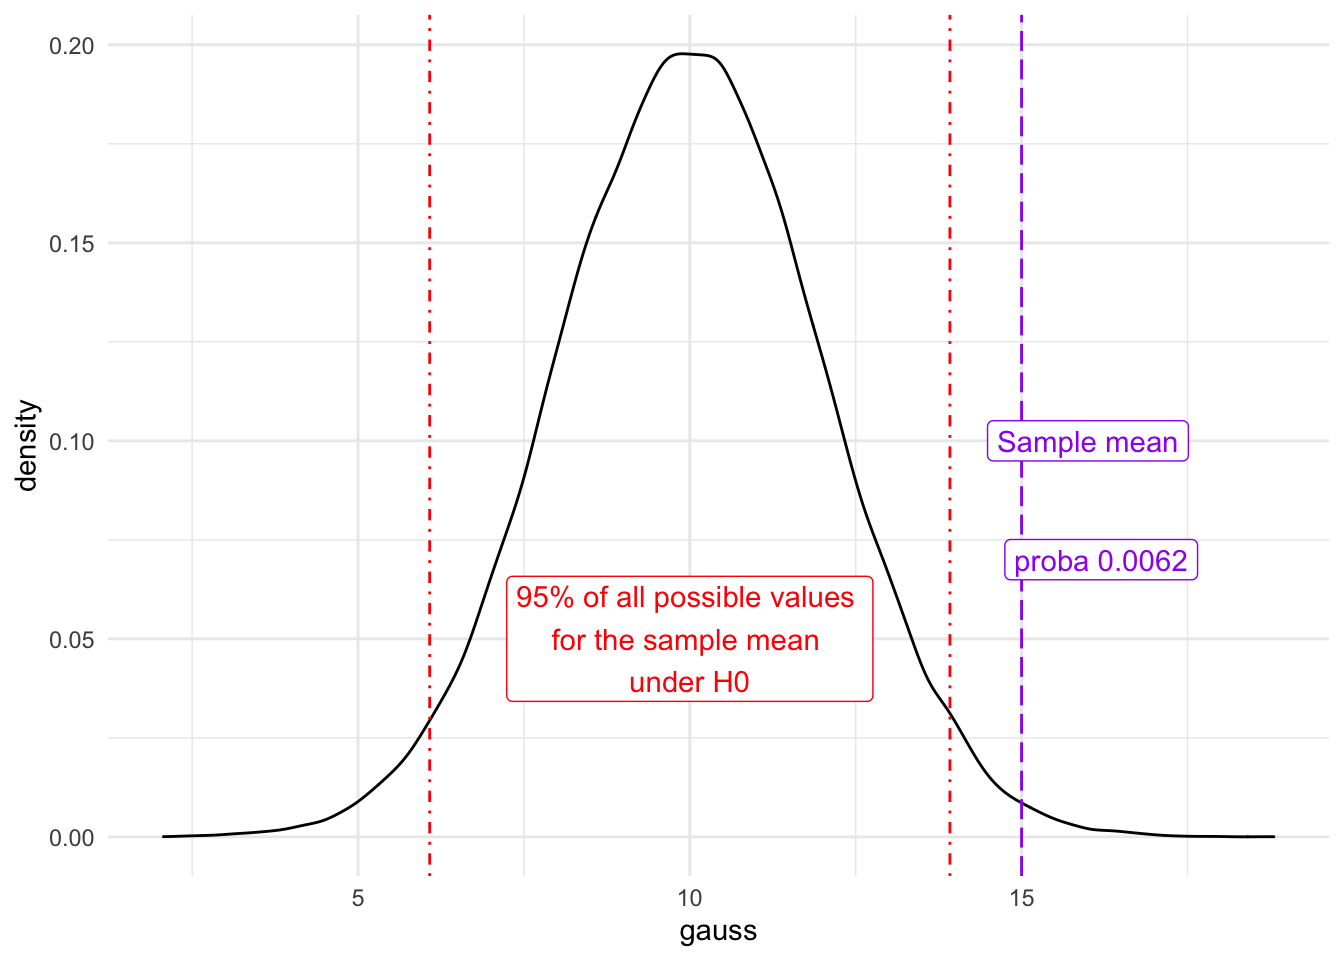 0.20
0.15
0.10
0.05
0.00
density
Sample mean
proba 0.0062
95% of all possible values
for the sample mean
under H0
5
10
15
gauss